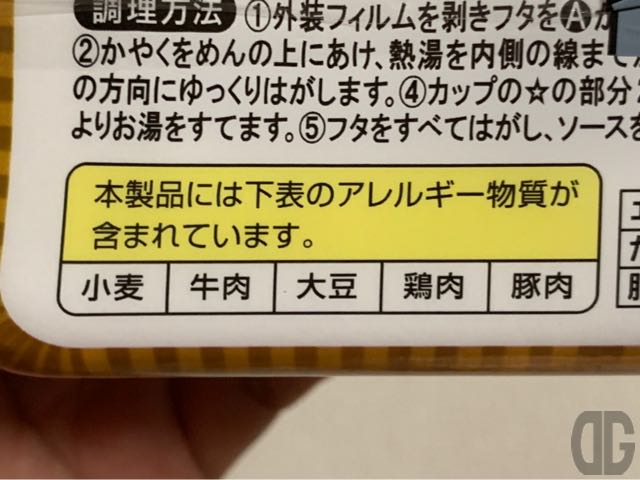 調理方法 ①外装フィルムを剥きフタをⒶか
②かやくをめんの上にあけ、熱湯を内側の線まで
の方向にゆっくりはがします。④カップの☆の部分
よりお湯をすてます。⑤フタをすべてはがし、ソースを
本製品には下表のアレルギー物質が
含まれています。
小麦 牛肉 大豆 鶏肉 豚肉
DG